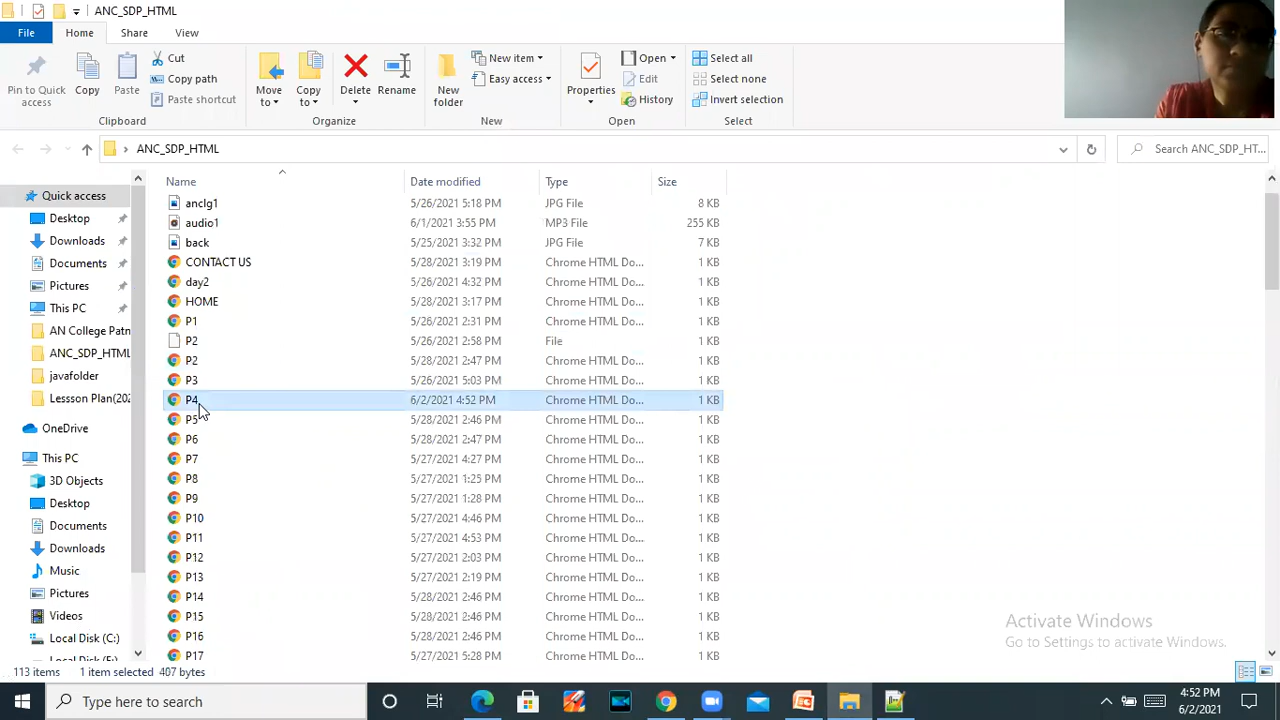 ANC_SDP_HTML
File Home Share View
Pin to Quick access
Copy
Paste
Cut
Copy path
Paste shortcut
Clipboard
Move to
Copy to
Delete
Rename
Organize
New folder
New item
Easy access
New
Properties
Open
Edit
History
Open
Select all
Select none
Invert selection
Select
ANC_SDP_HTML
Search ANC_SDP_HT...
Quick access
Desktop
Downloads
Documents
Pictures
This PC
AN College Patn
ANC_SDP_HTML
javafolder
Lessson Plan(202
OneDrive
This PC
3D Objects
Desktop
Documents
Downloads
Music
Pictures
Videos
Local Disk (C:)
Name Date modified Type Size
anclg1 5/26/2021 5:18 PM JPG File 8 KB
audio1 6/1/2021 3:55 PM MP3 File 255 KB
back 5/25/2021 3:32 PM JPG File 7 KB
CONTACT US 5/28/2021 3:19 PM Chrome HTML Do... 1 KB
day2 5/26/2021 4:32 PM Chrome HTML Do... 1 KB
HOME 5/28/2021 3:17 PM Chrome HTML Do... 1 KB
P1 5/26/2021 2:31 PM Chrome HTML Do... 1 KB
P2 5/26/2021 2:58 PM File 1 KB
P2 5/28/2021 2:47 PM Chrome HTML Do... 1 KB
P3 5/26/2021 5:03 PM Chrome HTML Do... 1 KB
P4 6/2/2021 4:52 PM Chrome HTML Do... 1 KB
P5 5/28/2021 2:46 PM Chrome HTML Do... 1 KB
P6 5/28/2021 2:47 PM Chrome HTML Do... 1 KB
P7 5/27/2021 4:27 PM Chrome HTML Do... 1 KB
P8 5/27/2021 1:25 PM Chrome HTML Do... 1 KB
P9 5/27/2021 1:28 PM Chrome HTML Do... 1 KB
P10 5/27/2021 4:46 PM Chrome HTML Do... 1 KB
P11 5/27/2021 4:53 PM Chrome HTML Do... 1 KB
P12 5/27/2021 2:03 PM Chrome HTML Do... 1 KB
P13 5/27/2021 2:19 PM Chrome HTML Do... 1 KB
P14 5/28/2021 2:46 PM Chrome HTML Do... 1 KB
P15 5/28/2021 2:46 PM Chrome HTML Do... 1 KB
P16 5/28/2021 2:46 PM Chrome HTML Do... 1 KB
P17 5/27/2021 5:28 PM Chrome HTML Do... 1 KB
Activate Windows
Go to Settings to activate Windows.
113 items 1 item selected 407 bytes
Type here to search
4:52 PM
6/2/2021